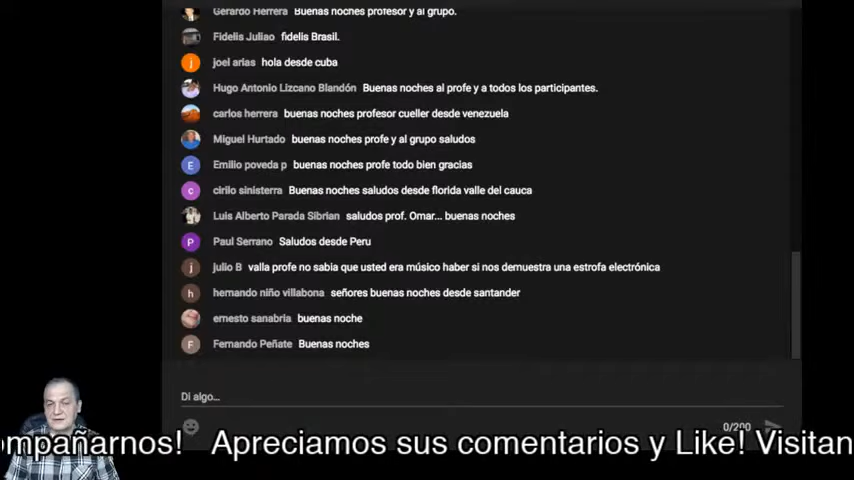 Gerardo Herrera Buenas noches profesor y al grupo.
Fidelis Juliao fidelis Brasil.
j joel arias hola desde cuba
Hugo Antonio Lizcano Blandón Buenas noches al profe y a todos los participantes.
carlos herrera buenas noches profesor cueller desde venezuela
Miguel Hurtado buenas noches profe y al grupo saludos
E Emilio poveda p buenas noches profe todo bien gracias
c cirilo sinisterra Buenas noches saludos desde florida valle del cauca
Luis Alberto Parada Sibrian saludos prof. Omar... buenas noches
P Paul Serrano Saludos desde Peru
j julio B valla profe no sabia que usted era músico haber si nos demuestra una estrofa electrónica
h hernando niño villabona señores buenas noches desde santander
ernesto sanabria buenas noche
F Fernando Peñate Buenas noches
Di algo...
0/200
ompañarnos! Apreciamos sus comentarios y Like! Visitan